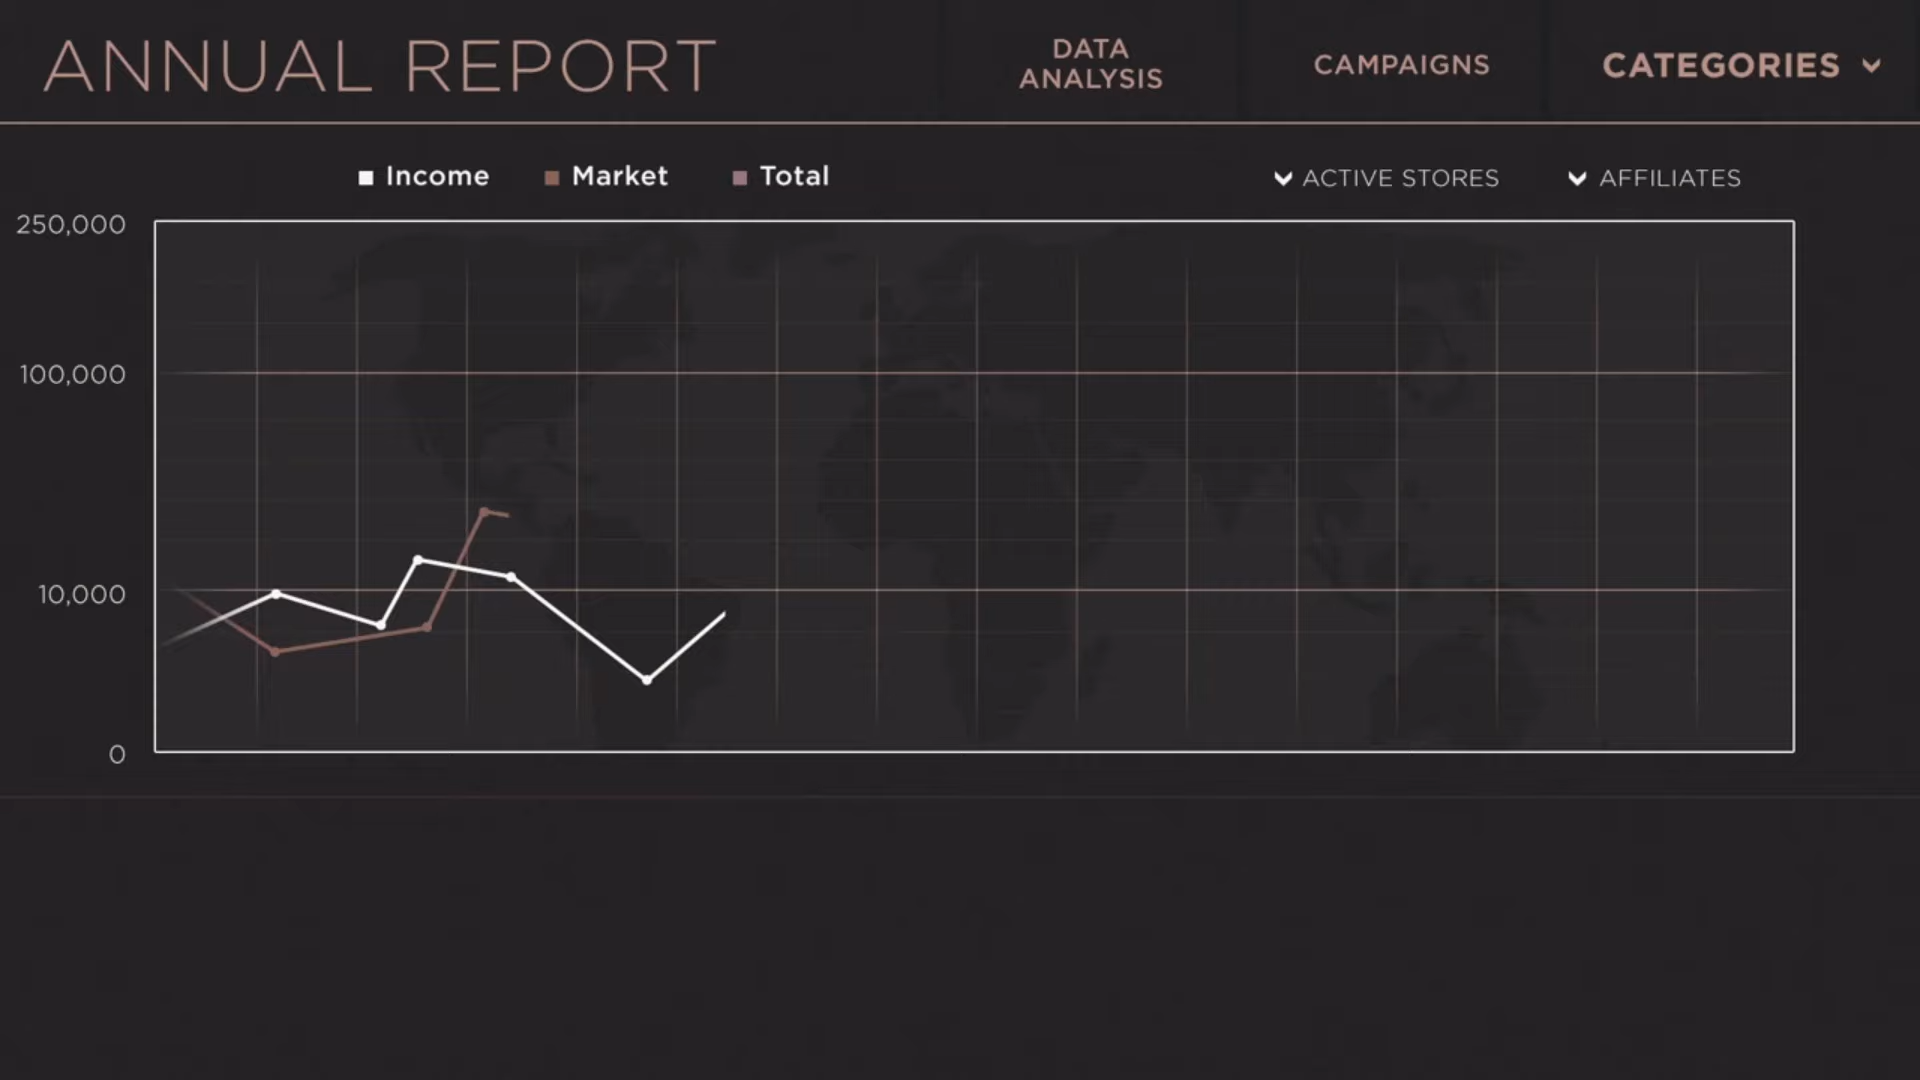 ANNUAL REPORT
DATA
ANALYSIS
CAMPAIGNS
CATEGORIES
Income
Market
Total
ACTIVE STORES
AFFILIATES
250,000
100,000
10,000
0